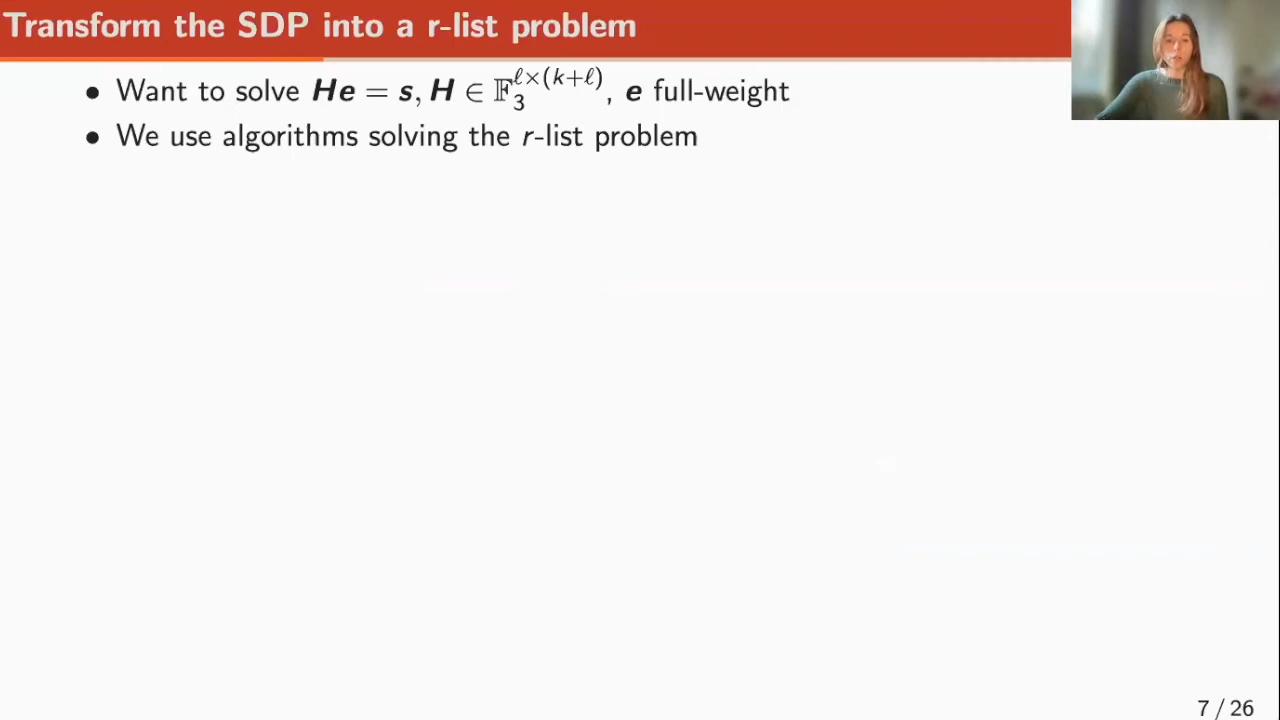 Transform the SDP into a r-list problem
• Want to solve He = s, H ∈ 𝔽₃^{ℓ×(k+ℓ)}, e full-weight
• We use algorithms solving the r-list problem
7 / 26